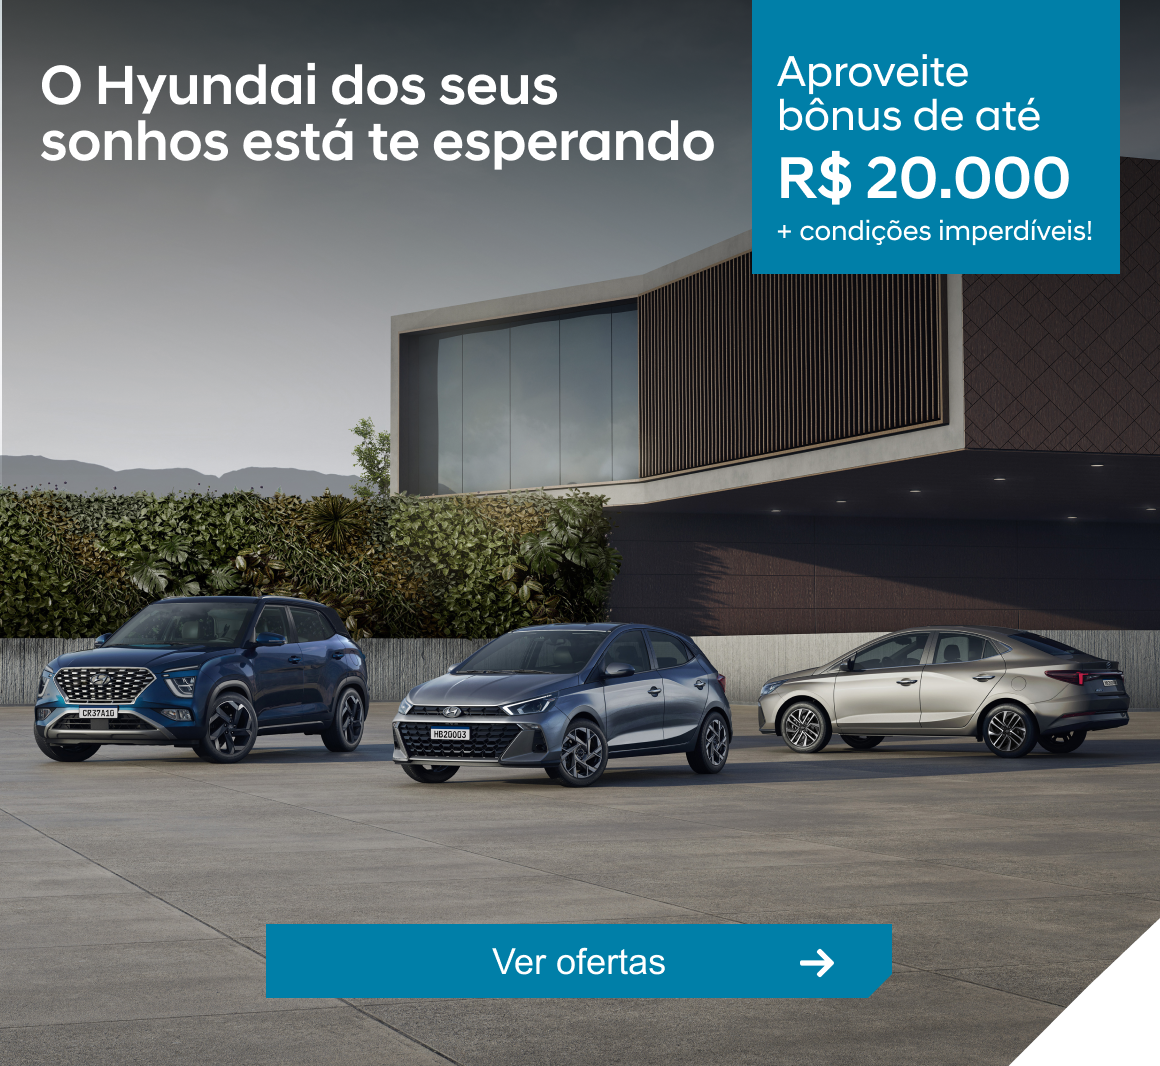 O Hyundai dos seus
sonhos está te esperando
Aproveite
bônus de até
R$ 20.000
+ condições imperdíveis!
CR37A10
HB20003
Ver ofertas